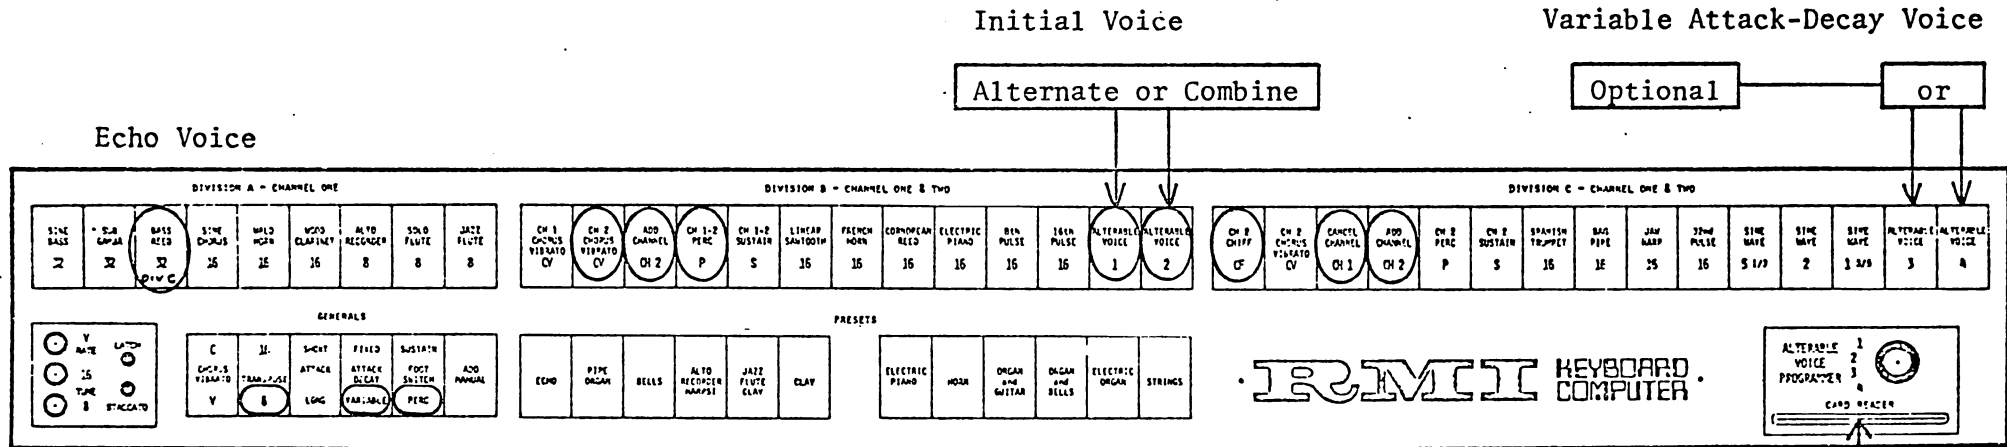 Initial Voice
Variable Attack-Decay Voice
Alternate or Combine
Optional
or
Echo Voice
DIVISION A - CHANNEL ONE
DIVISION B - CHANNEL ONE & TWO
DIVISION C - CHANNEL ONE & TWO
SINE BASS 32
SUB GAMBA 32
BASS REED 32 DIV C
SINE CHORUS 16
WALD HORN 16
WOOD CLARINET 16
ALTO RECORDER 8
SOLO FLUTE 8
JAZZ FLUTE 8
CH 1 CHORUS VIBRATO CV
CH 2 CHORUS VIBRATO CV
ADD CHANNEL CH 2
CH 1-2 PERC P
CH 1-2 SUSTAIN S
LINEAR SAWTOOTH 16
FRENCH HORN 16
CORNOPEAN REED 16
ELECTRIC PIANO 16
8th PULSE 16
16th PULSE 16
ALTERABLE VOICE 1
ALTERABLE VOICE 2
CH 2 CHIFF CF
CH 2 CHORUS VIBRATO CV
CANCEL CHANNEL CH 1
ADD CHANNEL CH 2
CH 2 PERC P
CH 2 SUSTAIN S
SPANISH TRUMPET 16
BAG PIPE 16
JAW HARP 16
32nd PULSE 16
SINE WAVE 5 1/3
SINE WAVE 2
SINE WAVE 1 3/5
ALTERABLE VOICE 3
ALTERABLE VOICE 4
GENERALS
PRESETS
V RATE
LATCH
16
TUNE
8
STACCATO
C CHORUS VIBRATO V
16 TRANSPOSE 8
SHORT ATTACK LONG
FIXED ATTACK DECAY VARIABLE
SUSTAIN FOOT SWITCH PERC
ADD MANUAL
ECHO
PIPE ORGAN
BELLS
ALTO RECORDER HARPSI
JAZZ FLUTE CLAV
CLAV
ELECTRIC PIANO
HORN
ORGAN and GUITAR
ORGAN and BELLS
ELECTRIC ORGAN
STRINGS
RMI KEYBOARD COMPUTER
ALTERABLE VOICE PROGRAMER
1
2
3
4
CARD READER